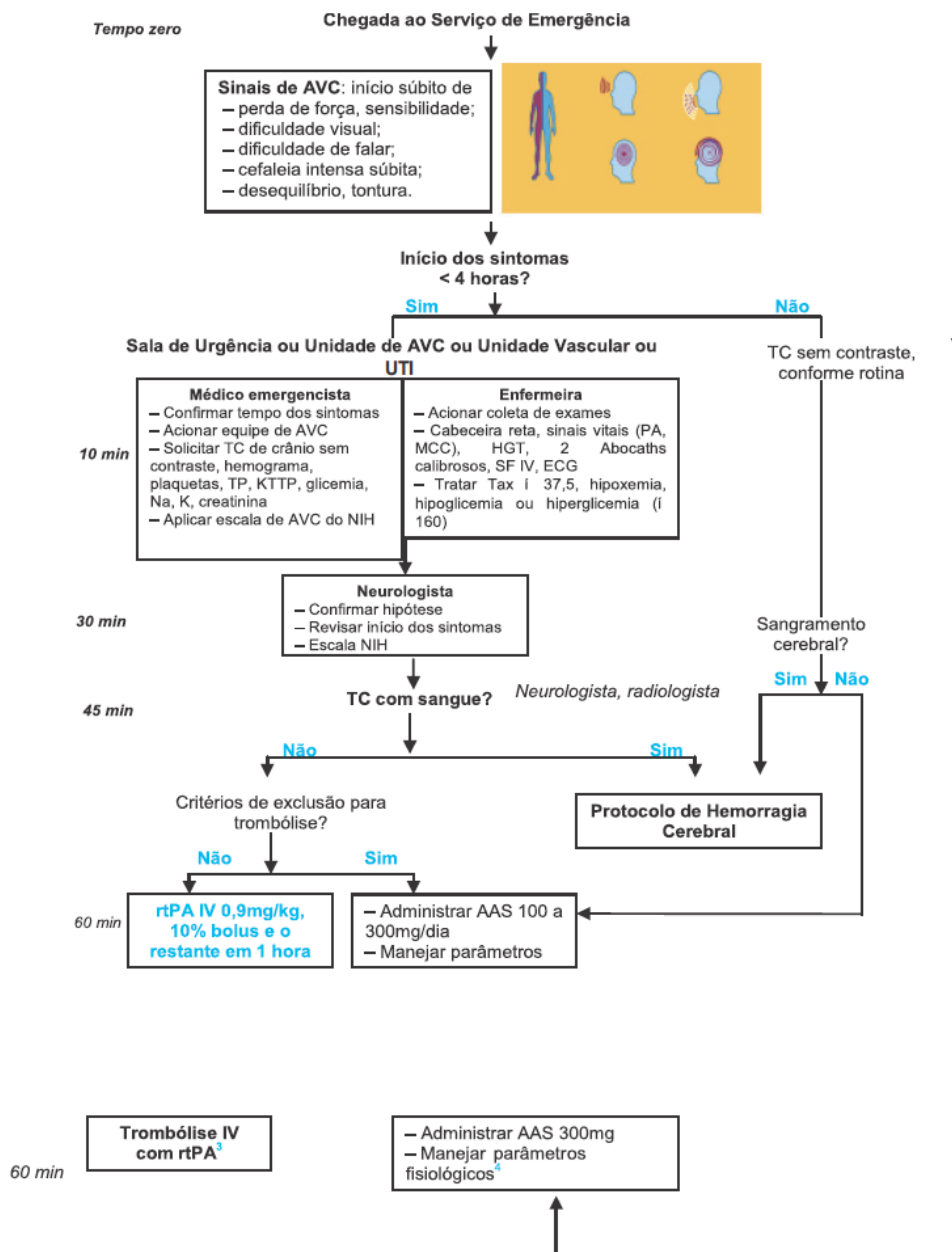 Chegada ao Serviço de Emergência
Tempo zero
Sinais de AVC: início súbito de
– perda de força, sensibilidade;
– dificuldade visual;
– dificuldade de falar;
– cefaleia intensa súbita;
– desequilíbrio, tontura.
Início dos sintomas
< 4 horas?
Sim
Não
Sala de Urgência ou Unidade de AVC ou Unidade Vascular ou
UTI
TC sem contraste,
conforme rotina
10 min
Médico emergencista
– Confirmar tempo dos sintomas
– Acionar equipe de AVC
– Solicitar TC de crânio sem
contraste, hemograma,
plaquetas, TP, KTTP, glicemia,
Na, K, creatinina
– Aplicar escala de AVC do NIH
Enfermeira
– Acionar coleta de exames
– Cabeceira reta, sinais vitais (PA,
MCC), HGT, 2 Abocaths
calibrosos, SF IV, ECG
– Tratar Tax í 37,5, hipoxemia,
hipoglicemia ou hiperglicemia (í
160)
30 min
Neurologista
– Confirmar hipótese
– Revisar início dos sintomas
– Escala NIH
Sangramento
cerebral?
Sim
Não
45 min
TC com sangue?
Neurologista, radiologista
Não
Sim
Critérios de exclusão para
trombólise?
Protocolo de Hemorragia
Cerebral
Não
Sim
60 min
rtPA IV 0,9mg/kg,
10% bolus e o
restante em 1 hora
– Administrar AAS 100 a
300mg/dia
– Manejar parâmetros
60 min
Trombólise IV
com rtPA3
– Administrar AAS 300mg
– Manejar parâmetros
fisiológicos4